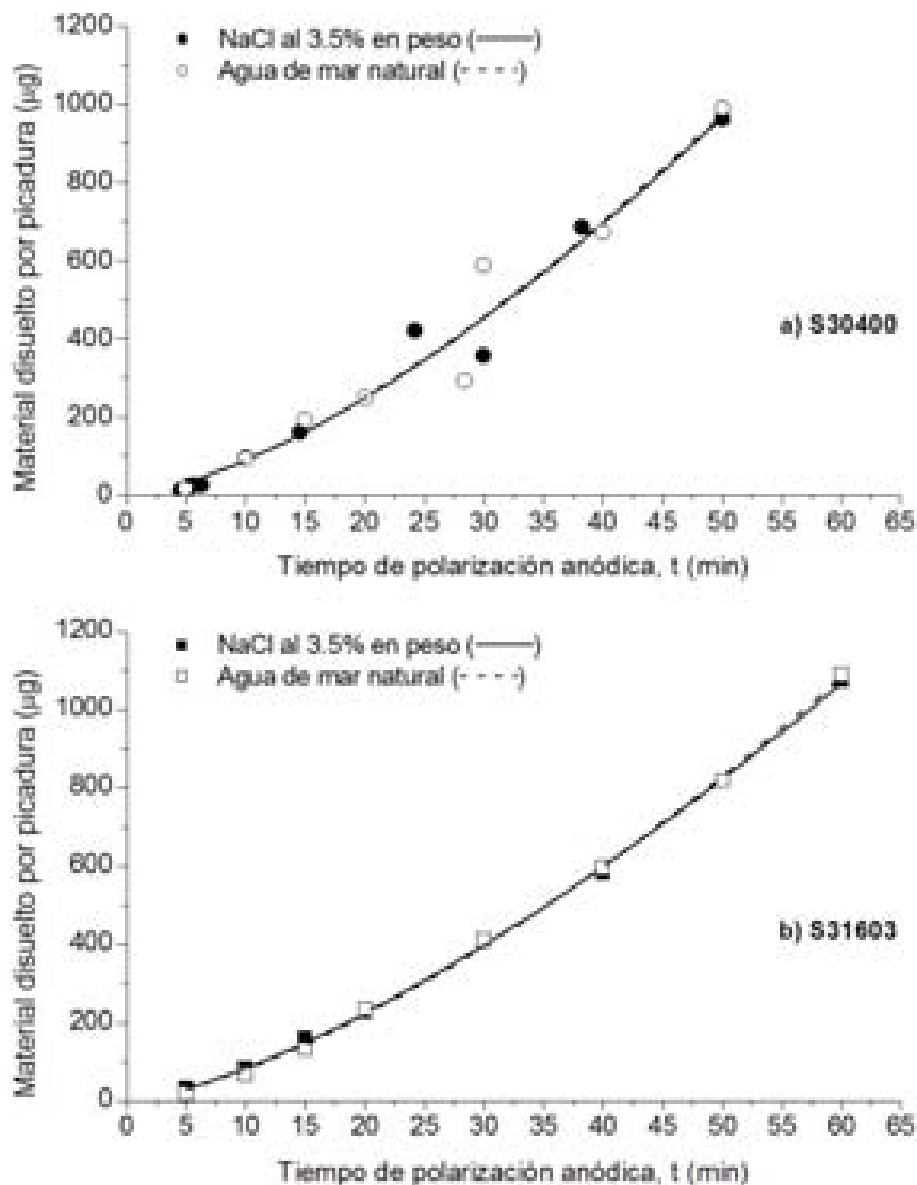 1200
1000
800
600
400
200
0
Material disuelto por picadura (µg)
● NaCl al 3.5% en peso (——)
○ Agua de mar natural (- - - -)
a) S30400
0 5 10 15 20 25 30 35 40 45 50 55 60 65
Tiempo de polarización anódica, t (min)
1200
1000
800
600
400
200
0
Material disuelto por picadura (µg)
■ NaCl al 3.5% en peso (——)
□ Agua de mar natural (- - - -)
b) S31603
0 5 10 15 20 25 30 35 40 45 50 55 60 65
Tiempo de polarización anódica, t (min)